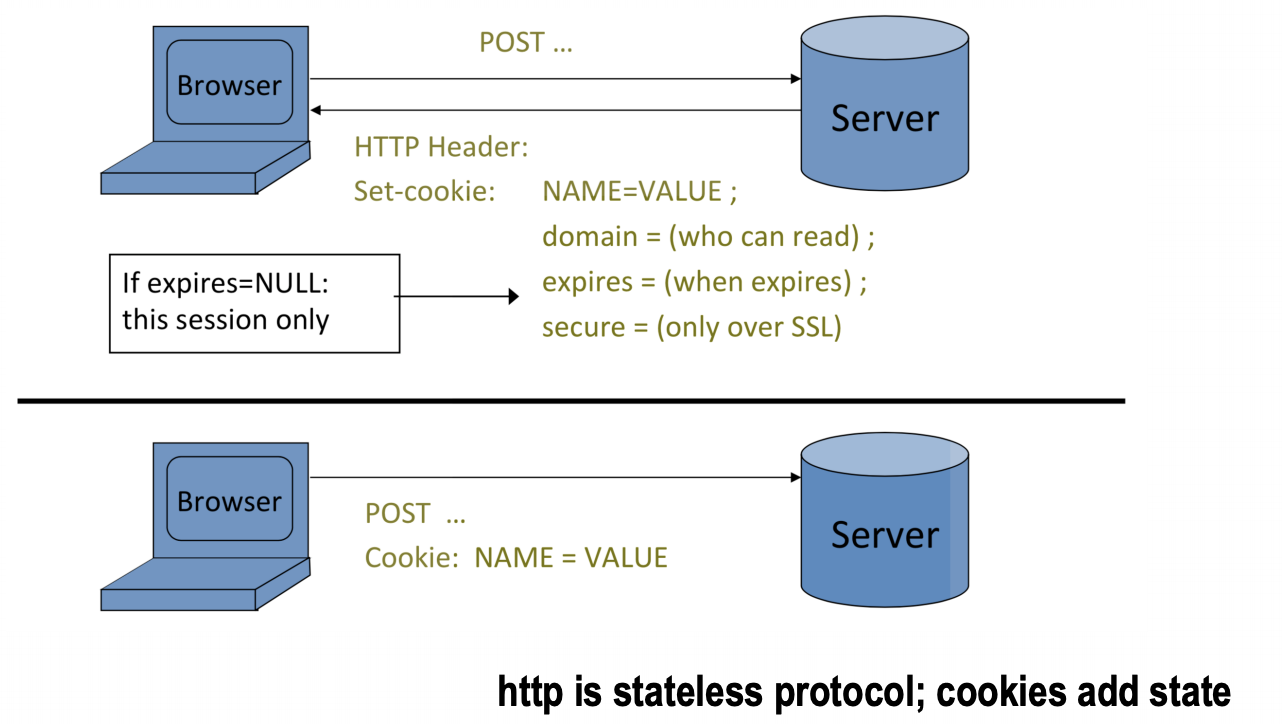 POST ...
Browser
Server
HTTP Header:
Set-cookie: NAME=VALUE ;
domain = (who can read) ;
If expires=NULL:
this session only
expires = (when expires) ;
secure = (only over SSL)
Browser
Server
POST ...
Cookie: NAME = VALUE
http is stateless protocol; cookies add state